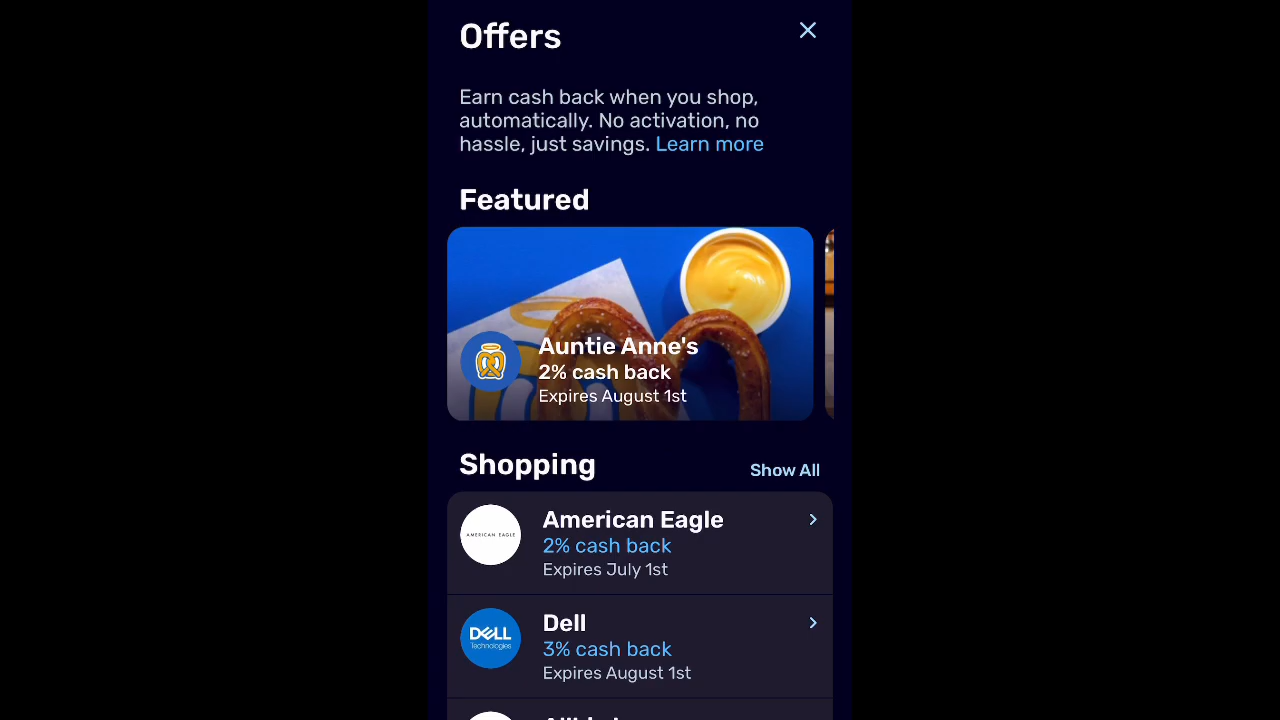 Offers
Earn cash back when you shop,
automatically. No activation, no
hassle, just savings. Learn more
Featured
Auntie Anne's
2% cash back
Expires August 1st
Shopping
Show All
AMERICAN EAGLE
American Eagle
2% cash back
Expires July 1st
DELL
Technologies
Dell
3% cash back
Expires August 1st